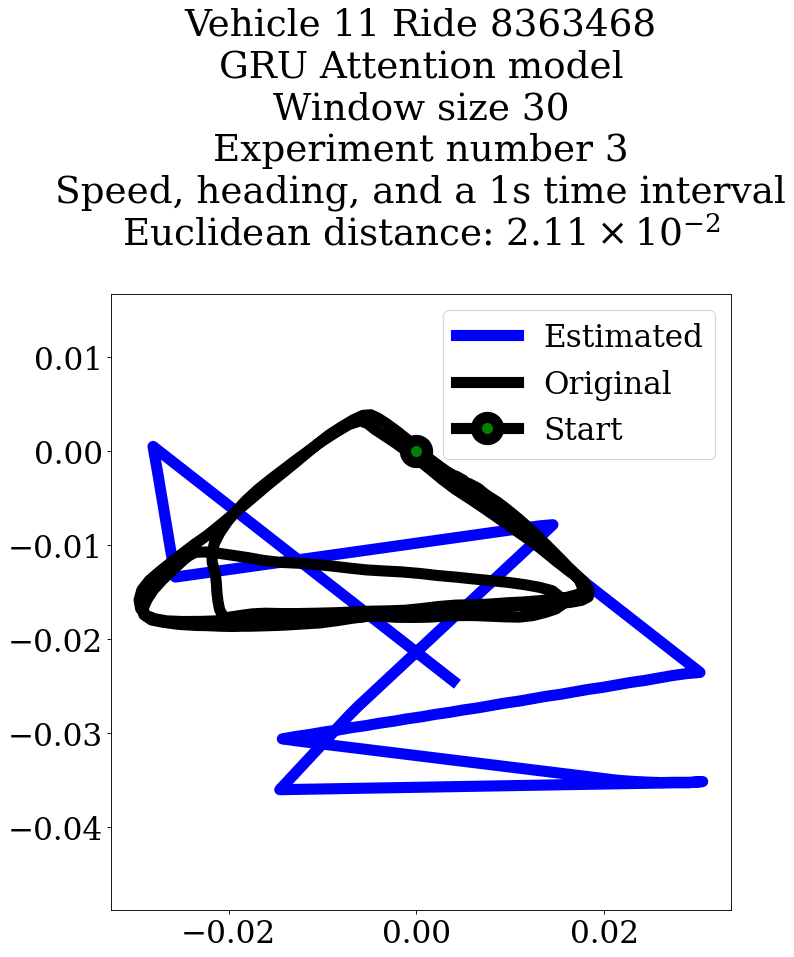 Vehicle 11 Ride 8363468
GRU Attention model
Window size 30
Experiment number 3
Speed, heading, and a 1s time interval
Euclidean distance: 2.11 × 10⁻²
Estimated
Original
Start
0.01
0.00
−0.01
−0.02
−0.03
−0.04
−0.02 0.00 0.02